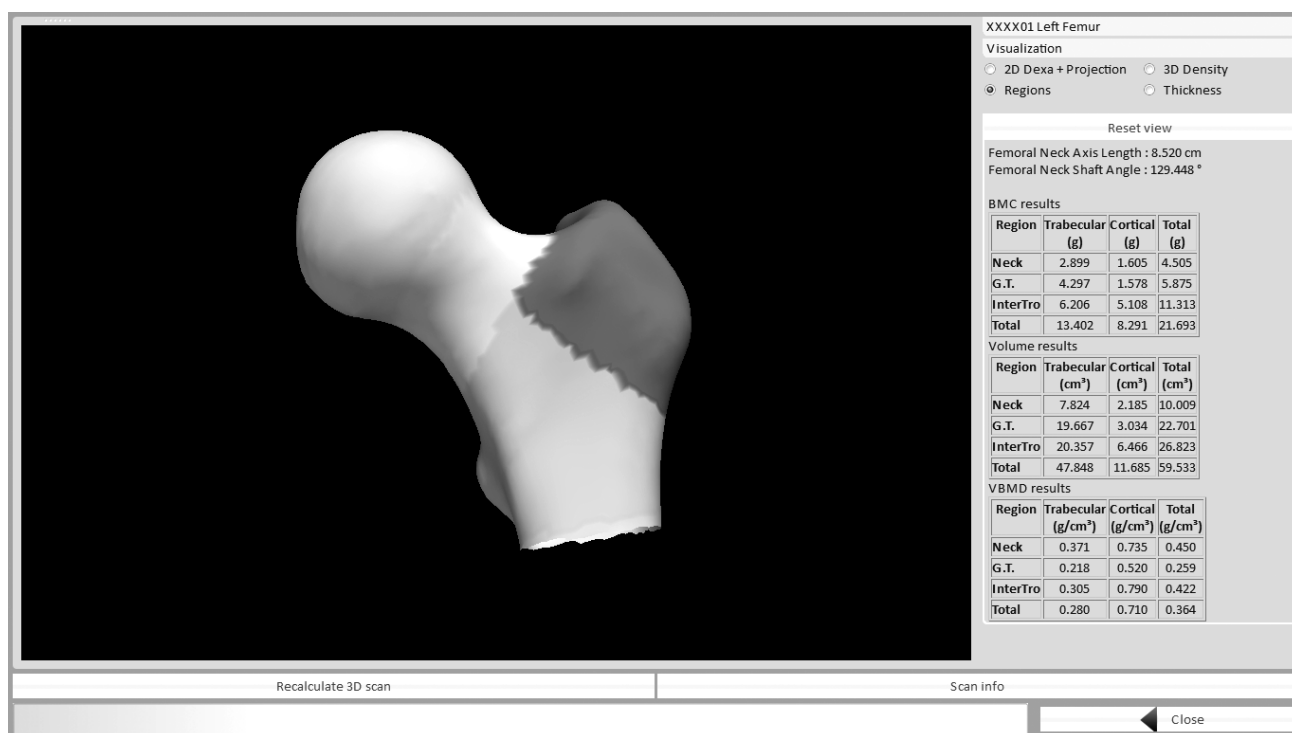 XXXX01 Left Femur
Visualization
2D Dexa + Projection 3D Density
Regions Thickness
Reset view
Femoral Neck Axis Length : 8.520 cm
Femoral Neck Shaft Angle : 129.448 °
BMC results
Region Trabecular (g) Cortical (g) Total (g)
Neck 2.899 1.605 4.505
G.T. 4.297 1.578 5.875
InterTro 6.206 5.108 11.313
Total 13.402 8.291 21.693
Volume results
Region Trabecular (cm³) Cortical (cm³) Total (cm³)
Neck 7.824 2.185 10.009
G.T. 19.667 3.034 22.701
InterTro 20.357 6.466 26.823
Total 47.848 11.685 59.533
VBMD results
Region Trabecular (g/cm³) Cortical (g/cm³) Total (g/cm³)
Neck 0.371 0.735 0.450
G.T. 0.218 0.520 0.259
InterTro 0.305 0.790 0.422
Total 0.280 0.710 0.364
Recalculate 3D scan Scan info
Close